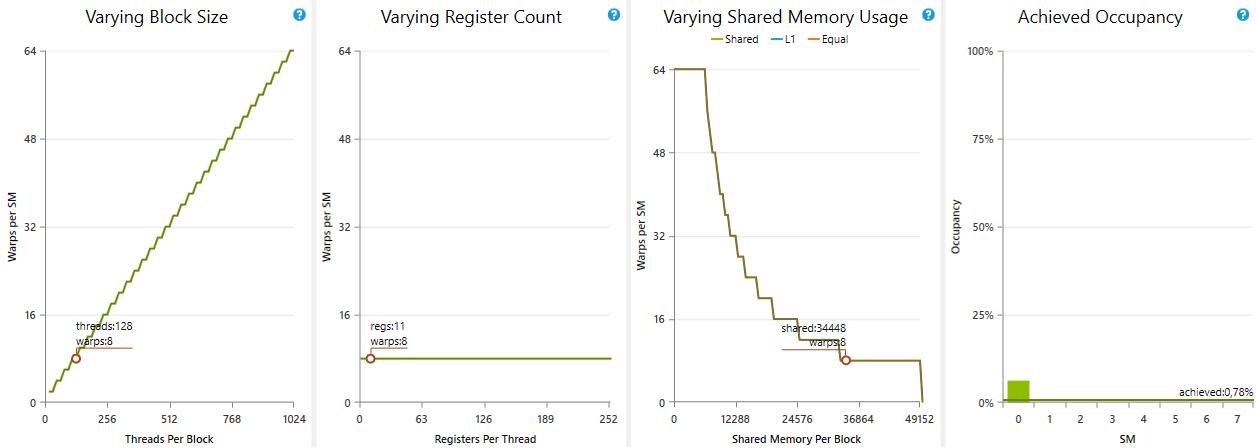 Varying Block Size ?
64
48
32
16
0
Warps per SM
threads:128
warps:8
0 256 512 768 1024
Threads Per Block
Varying Register Count ?
64
48
32
16
0
Warps per SM
regs:11
warps:8
0 63 126 189 252
Registers Per Thread
Varying Shared Memory Usage ?
Shared L1 Equal
64
48
32
16
0
Warps per SM
shared:34448
warps:8
0 12288 24576 36864 49152
Shared Memory Per Block
Achieved Occupancy ?
100%
75%
50%
25%
0%
Occupancy
achieved:0,78%
0 1 2 3 4 5 6 7
SM